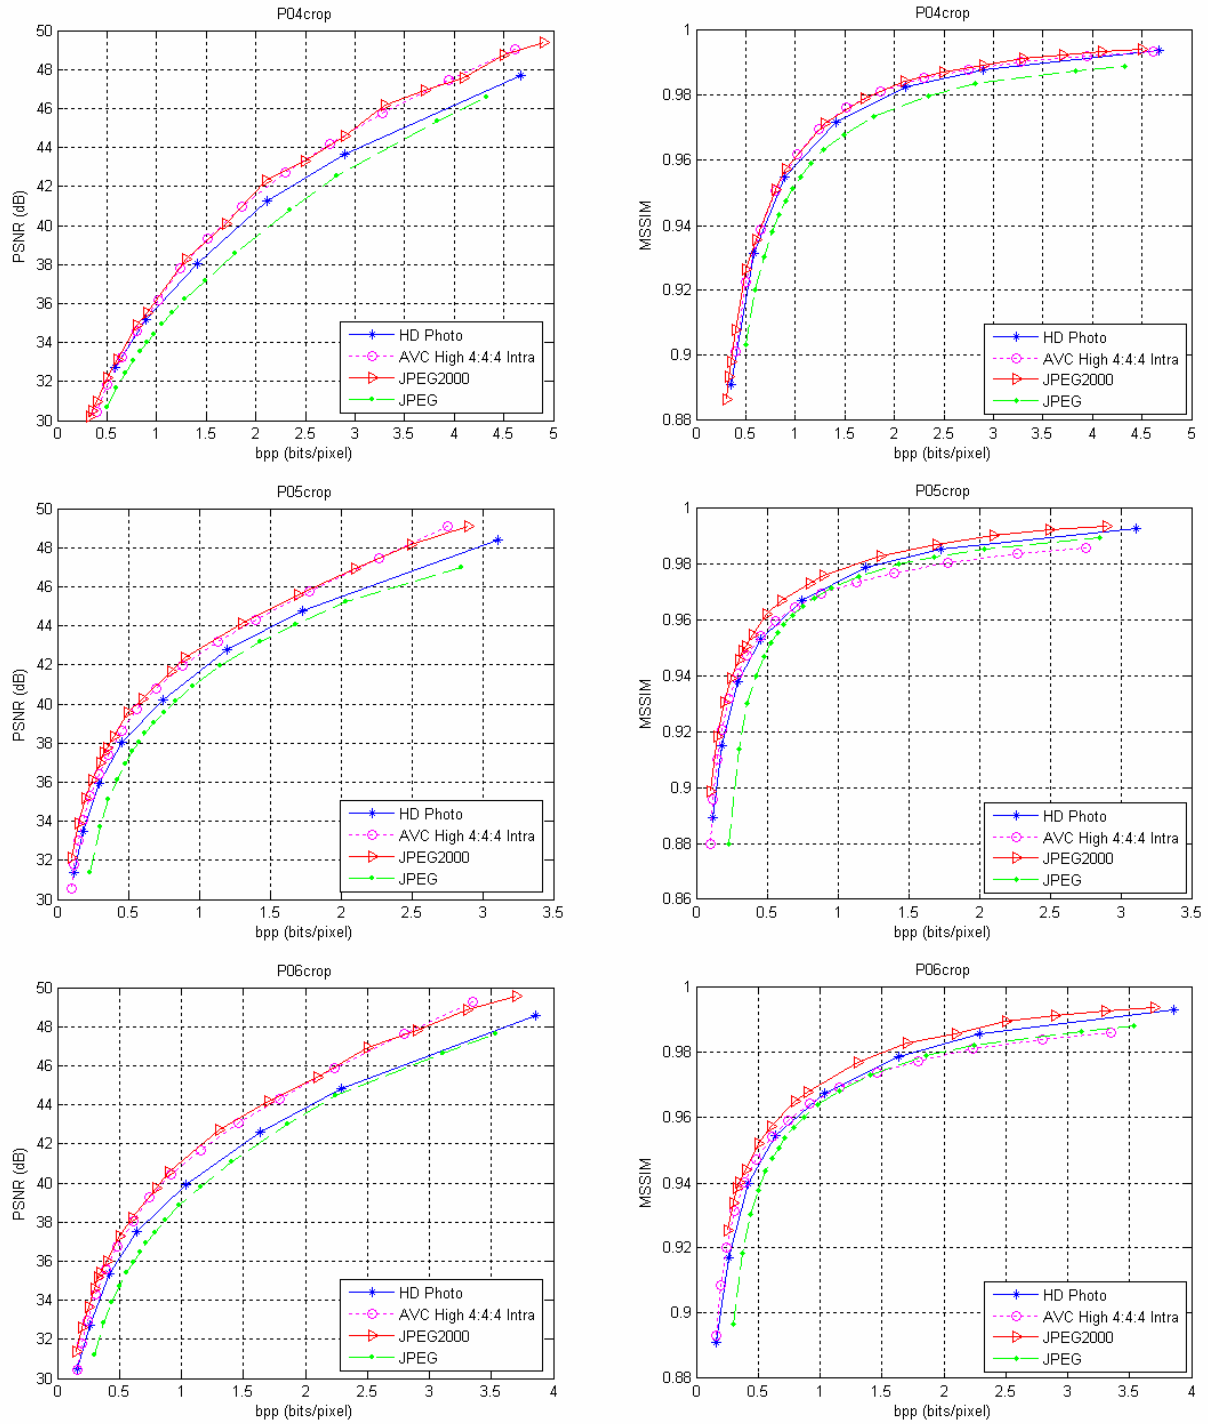 P04crop
50
48
46
44
42
40
38
36
34
32
30
PSNR (dB)
0 0.5 1 1.5 2 2.5 3 3.5 4 4.5 5
bpp (bits/pixel)
HD Photo
AVC High 4:4:4 Intra
JPEG2000
JPEG
P04crop
1
0.98
0.96
0.94
0.92
0.9
0.88
MSSIM
0 0.5 1 1.5 2 2.5 3 3.5 4 4.5 5
bpp (bits/pixel)
HD Photo
AVC High 4:4:4 Intra
JPEG2000
JPEG
P05crop
50
48
46
44
42
40
38
36
34
32
30
PSNR (dB)
0 0.5 1 1.5 2 2.5 3 3.5
bpp (bits/pixel)
HD Photo
AVC High 4:4:4 Intra
JPEG2000
JPEG
P05crop
1
0.98
0.96
0.94
0.92
0.9
0.88
0.86
MSSIM
0 0.5 1 1.5 2 2.5 3 3.5
bpp (bits/pixel)
HD Photo
AVC High 4:4:4 Intra
JPEG2000
JPEG
P06crop
50
48
46
44
42
40
38
36
34
32
30
PSNR (dB)
0 0.5 1 1.5 2 2.5 3 3.5 4
bpp (bits/pixel)
HD Photo
AVC High 4:4:4 Intra
JPEG2000
JPEG
P06crop
1
0.98
0.96
0.94
0.92
0.9
0.88
MSSIM
0 0.5 1 1.5 2 2.5 3 3.5 4
bpp (bits/pixel)
HD Photo
AVC High 4:4:4 Intra
JPEG2000
JPEG